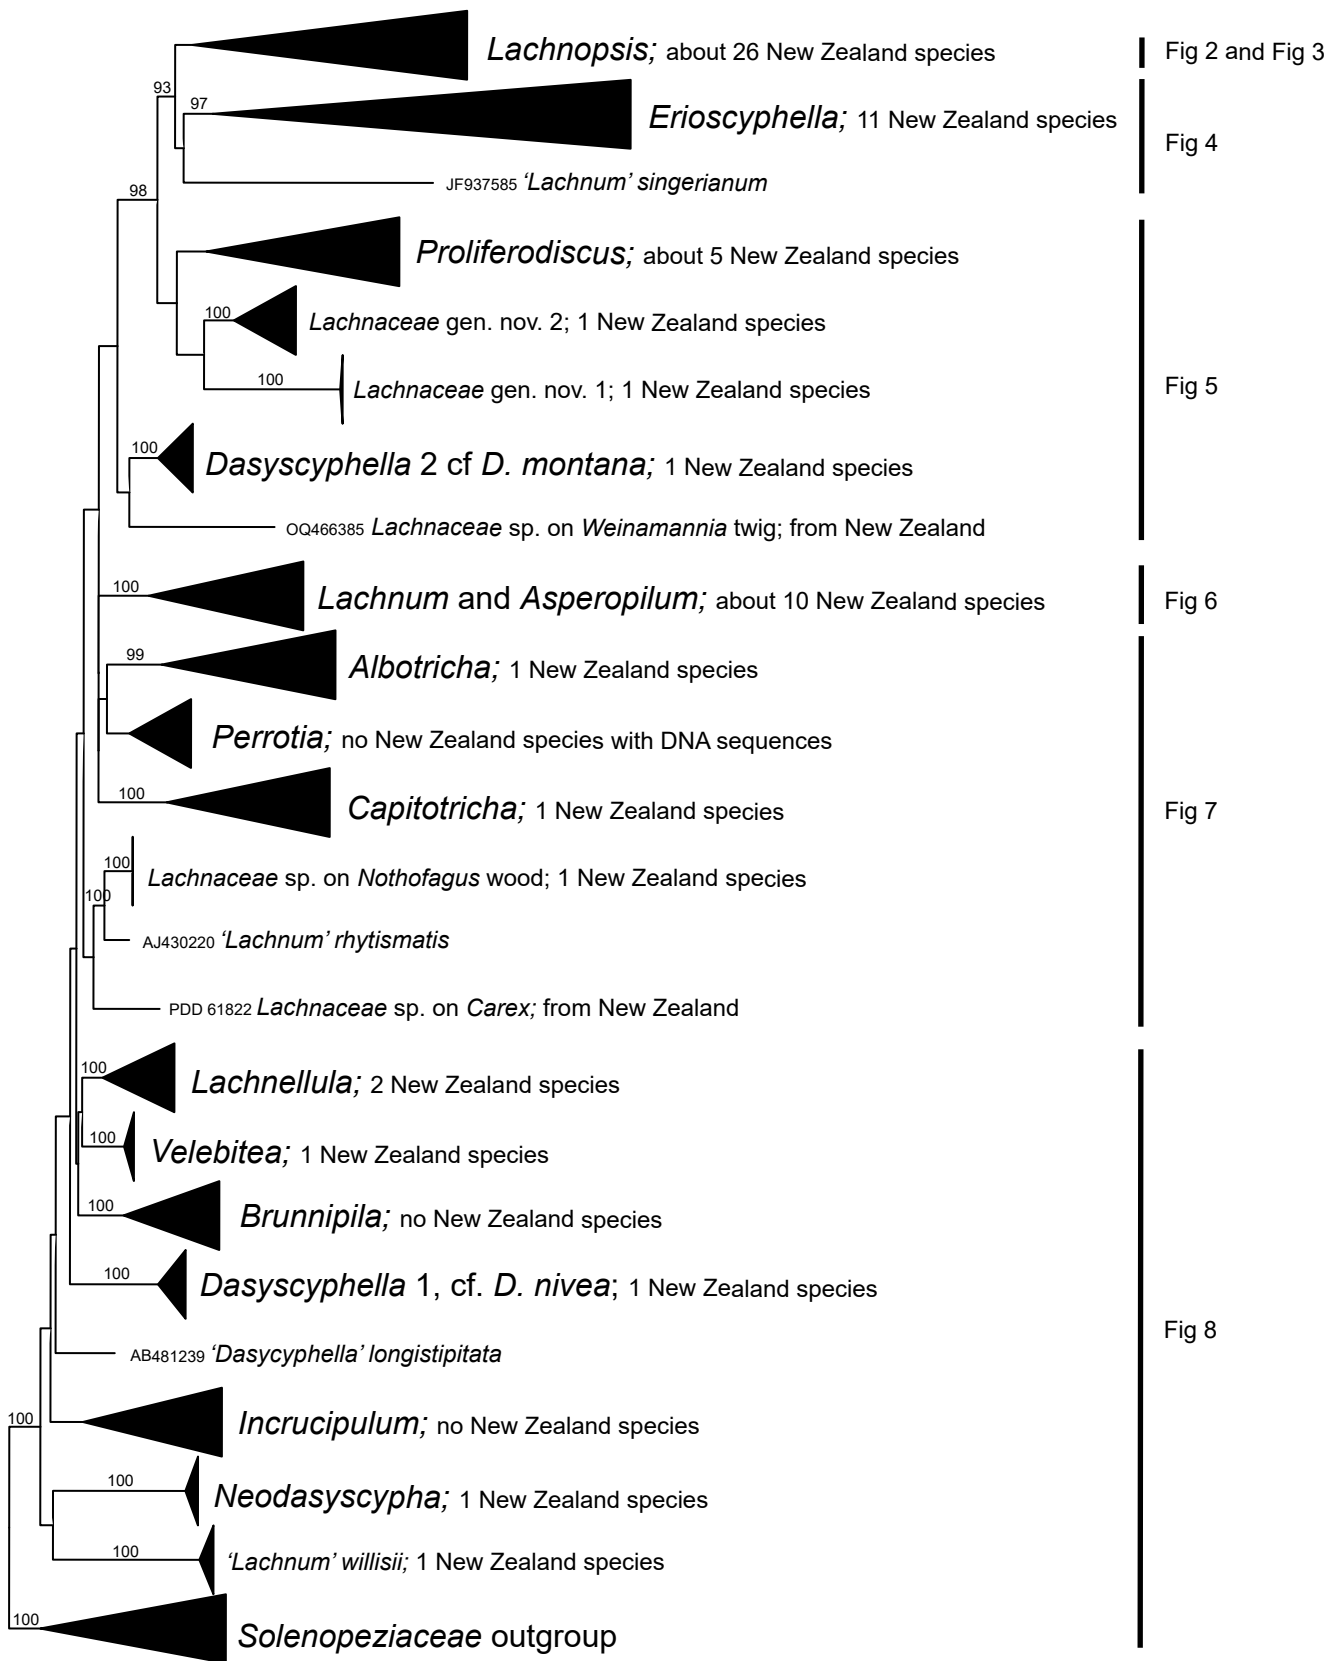 Lachnopsis; about 26 New Zealand species
Fig 2 and Fig 3
93
97
Erioscyphella; 11 New Zealand species
Fig 4
JF937585 ‘Lachnum’ singerianum
98
Proliferodiscus; about 5 New Zealand species
100
Lachnaceae gen. nov. 2; 1 New Zealand species
100
Lachnaceae gen. nov. 1; 1 New Zealand species
Fig 5
100
Dasyscyphella 2 cf D. montana; 1 New Zealand species
OQ466385 Lachnaceae sp. on Weinamannia twig; from New Zealand
100
Lachnum and Asperopilum; about 10 New Zealand species
Fig 6
99
Albotricha; 1 New Zealand species
Perrotia; no New Zealand species with DNA sequences
100
Capitotricha; 1 New Zealand species
Fig 7
100
Lachnaceae sp. on Nothofagus wood; 1 New Zealand species
100
AJ430220 ‘Lachnum’ rhytismatis
PDD 61822 Lachnaceae sp. on Carex; from New Zealand
100
Lachnellula; 2 New Zealand species
100
Velebitea; 1 New Zealand species
100
Brunnipila; no New Zealand species
100
Dasyscyphella 1, cf. D. nivea; 1 New Zealand species
Fig 8
AB481239 ‘Dasycyphella’ longistipitata
100
Incrucipulum; no New Zealand species
100
Neodasyscypha; 1 New Zealand species
100
‘Lachnum’ willisii; 1 New Zealand species
100
Solenopeziaceae outgroup